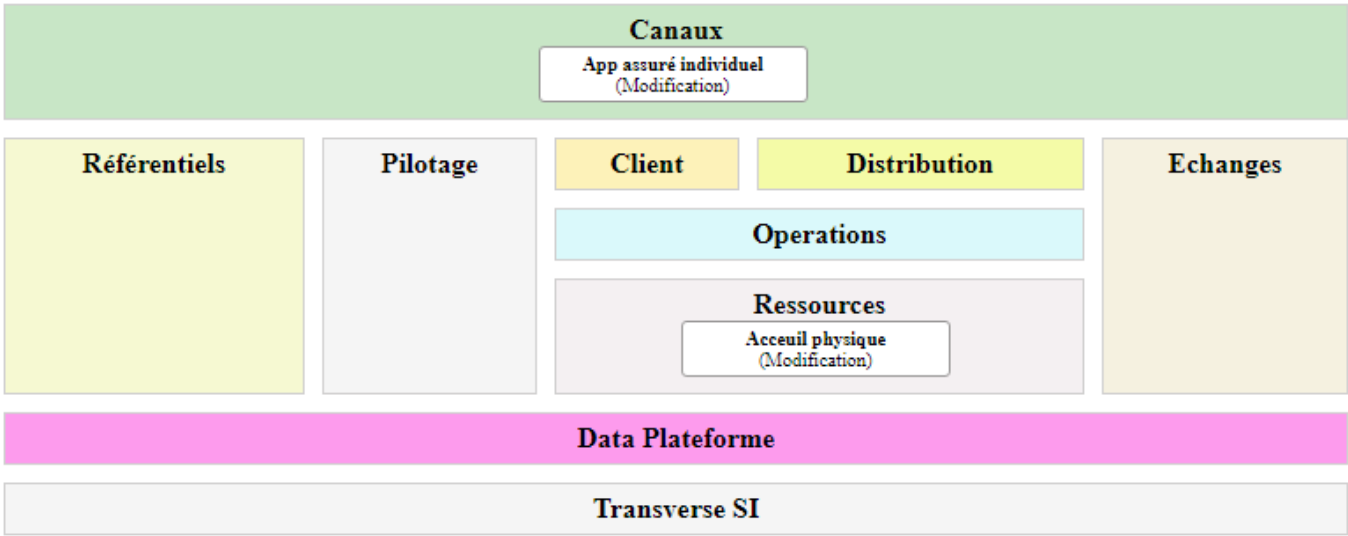 Canaux
App assuré individuel
(Modification)
Référentiels
Pilotage
Client
Distribution
Echanges
Operations
Ressources
Acceuil physique
(Modification)
Data Plateforme
Transverse SI